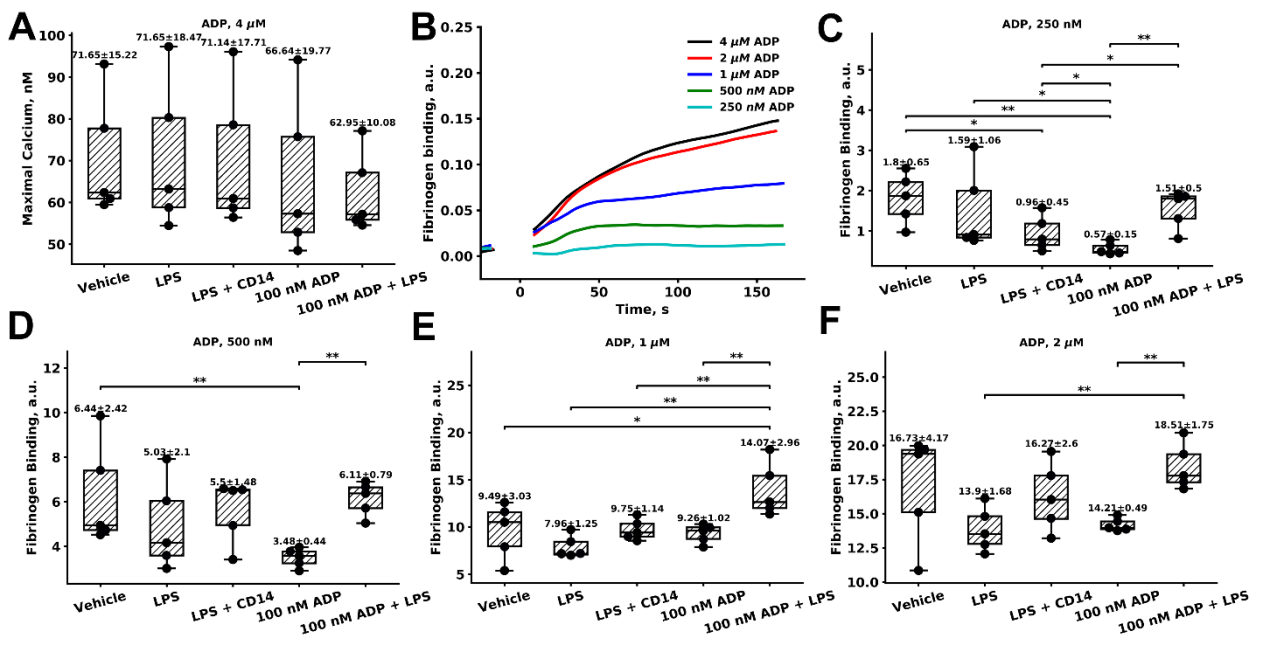 A
ADP, 4 μM
Maximal Calcium, nM
100
90
80
70
60
50
71.65±15.22
71.65±18.47
71.14±17.71
66.64±19.77
62.95±10.08
Vehicle
LPS
LPS + CD14
100 nM ADP
100 nM ADP + LPS
B
Fibrinogen binding, a.u.
0.25
0.20
0.15
0.10
0.05
0.00
4 μM ADP
2 μM ADP
1 μM ADP
500 nM ADP
250 nM ADP
0
50
100
150
Time, s
C
ADP, 250 nM
Fibrinogen Binding, a.u.
5
4
3
2
1
**
*
*
*
**
*
1.8±0.65
1.59±1.06
0.96±0.45
0.57±0.15
1.51±0.5
Vehicle
LPS
LPS + CD14
100 nM ADP
100 nM ADP + LPS
D
ADP, 500 nM
Fibrinogen Binding, a.u.
12
10
8
6
4
**
**
6.44±2.42
5.03±2.1
5.5±1.48
3.48±0.44
6.11±0.79
Vehicle
LPS
LPS + CD14
100 nM ADP
100 nM ADP + LPS
E
ADP, 1 μM
Fibrinogen Binding, a.u.
25
20
15
10
5
**
**
**
*
9.49±3.03
7.96±1.25
9.75±1.14
9.26±1.02
14.07±2.96
Vehicle
LPS
LPS + CD14
100 nM ADP
100 nM ADP + LPS
F
ADP, 2 μM
Fibrinogen Binding, a.u.
25.0
22.5
20.0
17.5
15.0
12.5
10.0
**
**
16.73±4.17
13.9±1.68
16.27±2.6
14.21±0.49
18.51±1.75
Vehicle
LPS
LPS + CD14
100 nM ADP
100 nM ADP + LPS